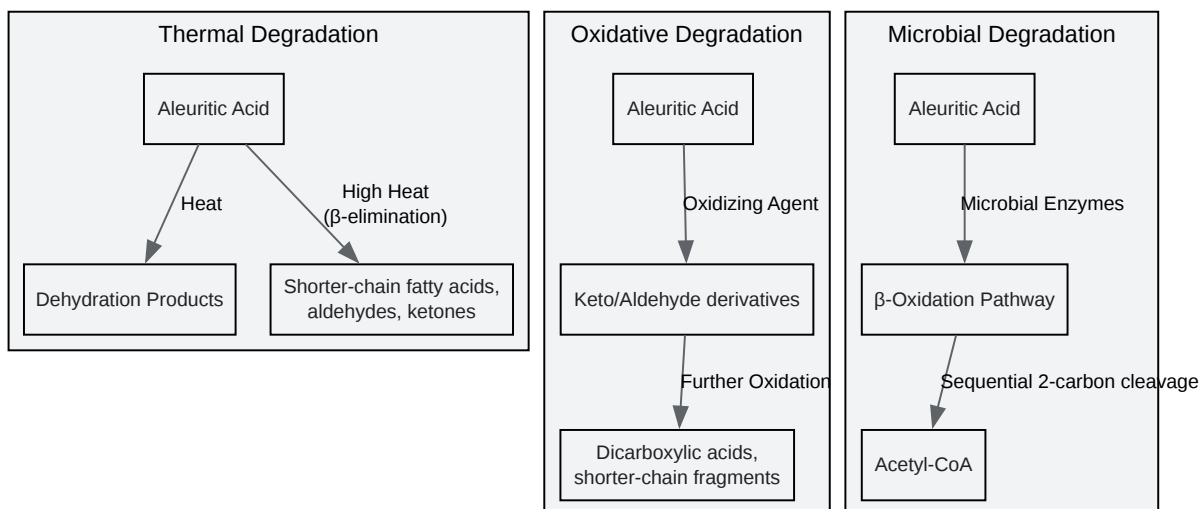 Thermal Degradation
Aleuritic Acid
Heat
High Heat
(β-elimination)
Dehydration Products
Shorter-chain fatty acids,
aldehydes, ketones
Oxidative Degradation
Aleuritic Acid
Oxidizing Agent
Keto/Aldehyde derivatives
Further Oxidation
Dicarboxylic acids,
shorter-chain fragments
Microbial Degradation
Aleuritic Acid
Microbial Enzymes
β-Oxidation Pathway
Sequential 2-carbon cleavage
Acetyl-CoA